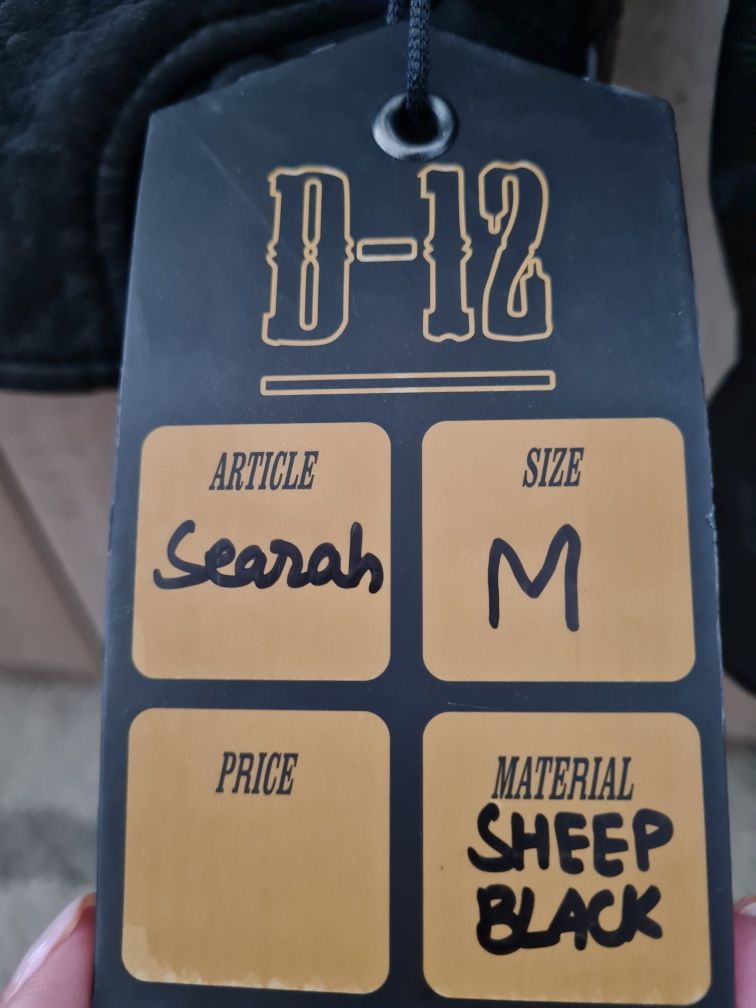 D-12
ARTICLE
Searah
SIZE
M
PRICE
MATERIAL
SHEEP
BLACK